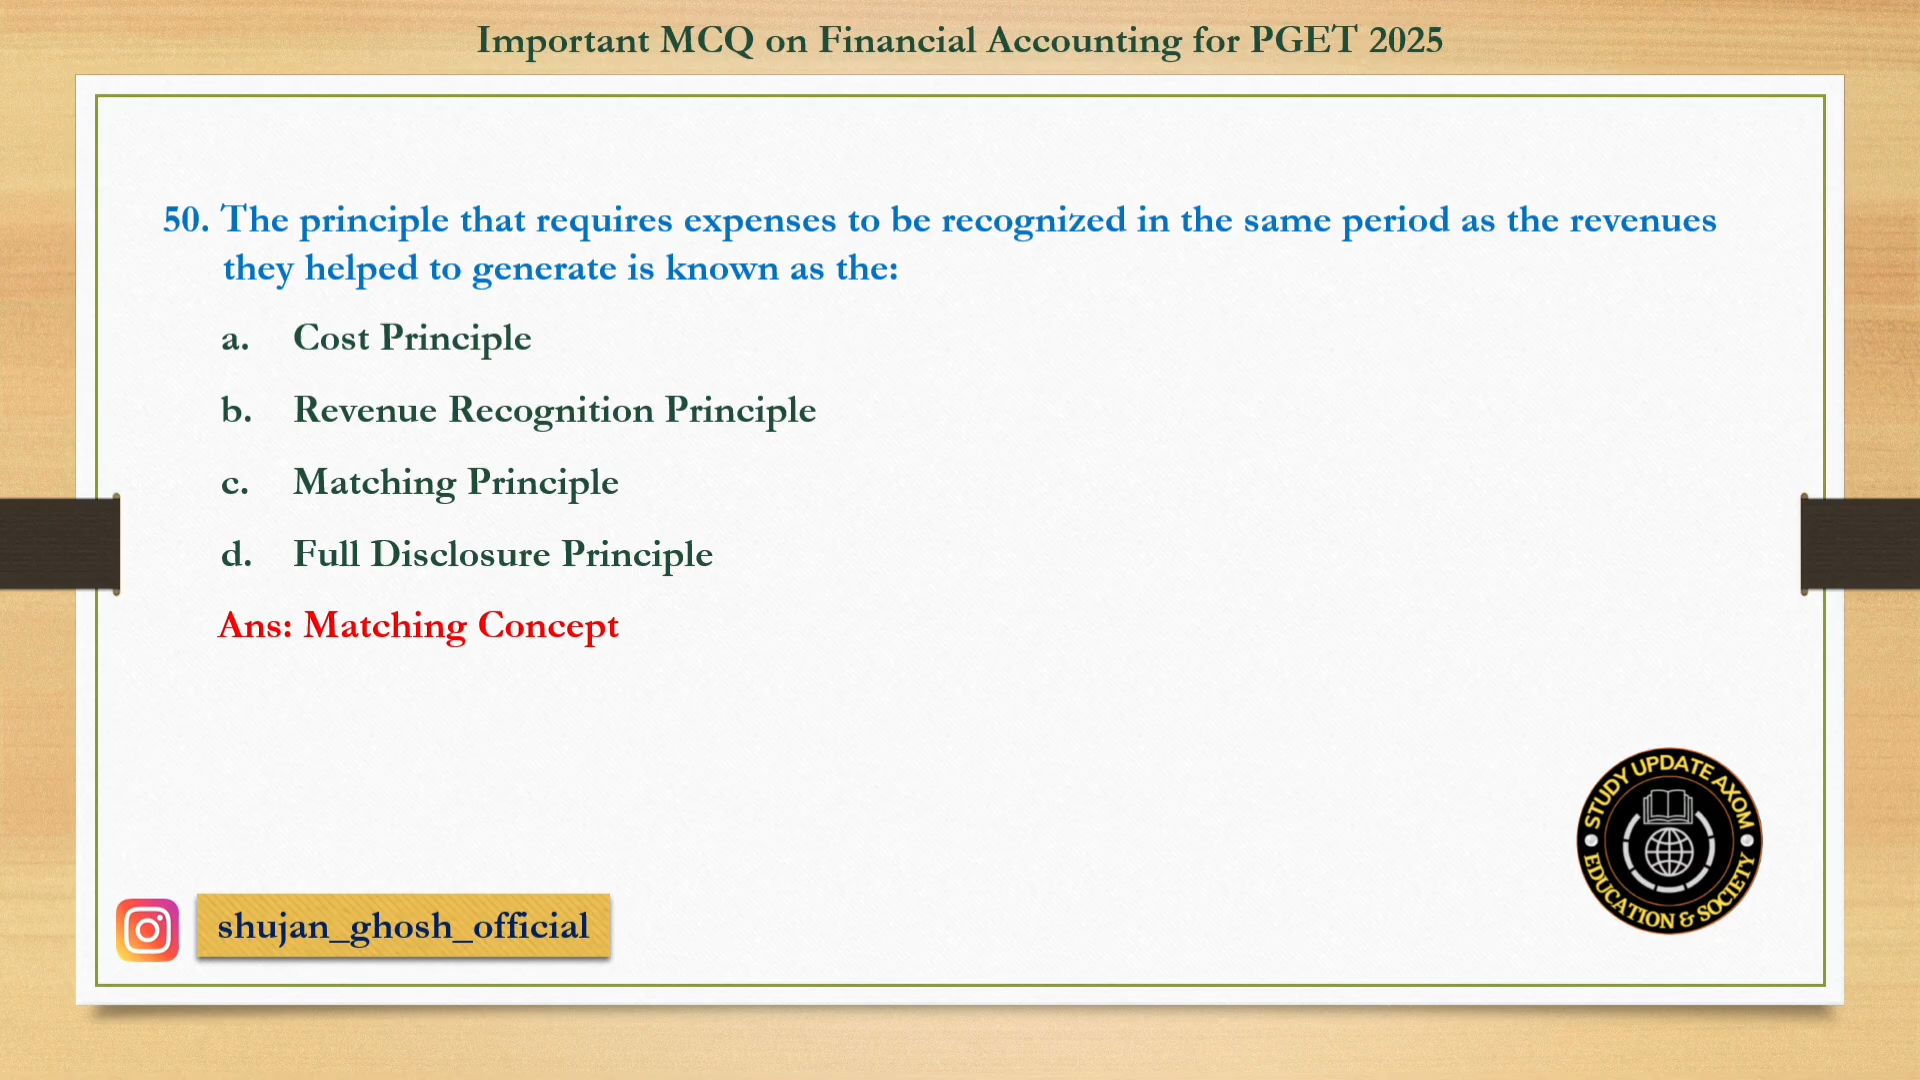 Important MCQ on Financial Accounting for PGET 2025
50. The principle that requires expenses to be recognized in the same period as the revenues
they helped to generate is known as the:
a. Cost Principle
b. Revenue Recognition Principle
c. Matching Principle
d. Full Disclosure Principle
Ans: Matching Concept
STUDY UPDATE AXOM
EDUCATION & SOCIETY
shujan_ghosh_official